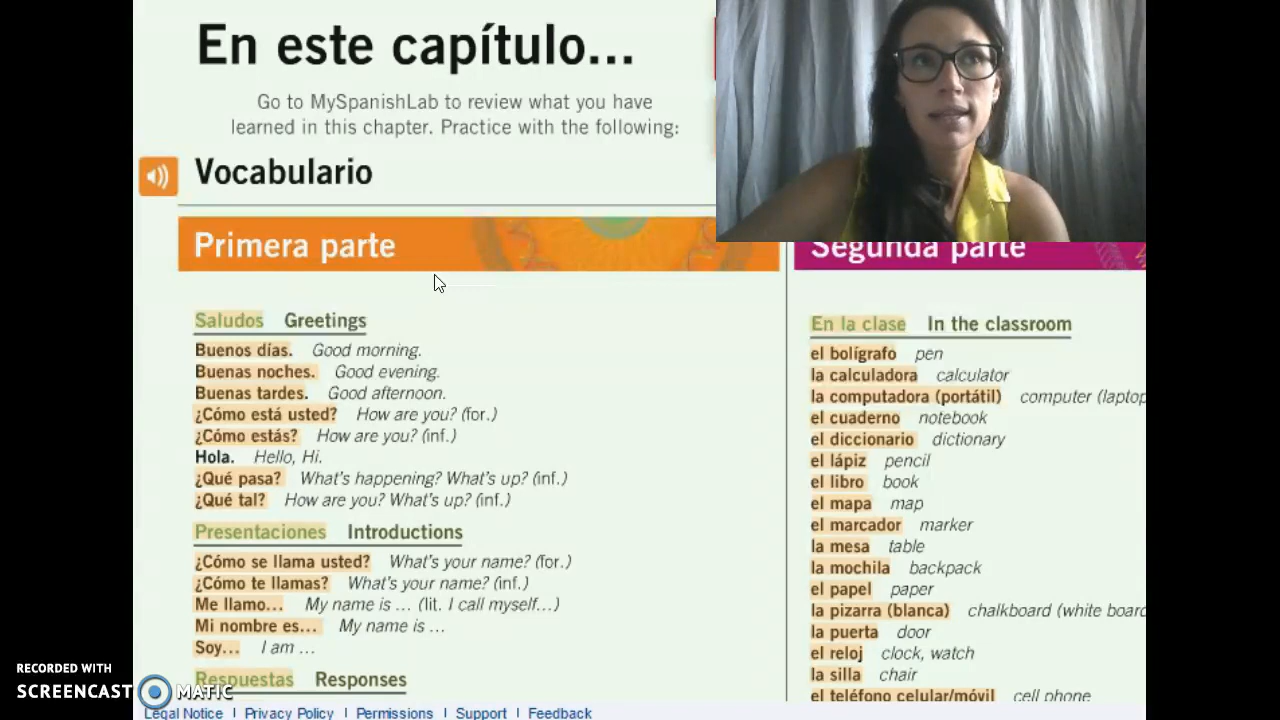 En este capítulo...
Go to MySpanishLab to review what you have
learned in this chapter. Practice with the following:
Vocabulario
Primera parte
Saludos Greetings
Buenos días. Good morning.
Buenas noches. Good evening.
Buenas tardes. Good afternoon.
¿Cómo está usted? How are you? (for.)
¿Cómo estás? How are you? (inf.)
Hola. Hello, Hi.
¿Qué pasa? What's happening? What's up? (inf.)
¿Qué tal? How are you? What's up? (inf.)
Presentaciones Introductions
¿Cómo se llama usted? What's your name? (for.)
¿Cómo te llamas? What's your name? (inf.)
Me llamo... My name is ... (lit. I call myself...)
Mi nombre es... My name is ...
Soy... I am ...
Respuestas Responses
Segunda parte
En la clase In the classroom
el bolígrafo pen
la calculadora calculator
la computadora (portátil) computer (laptop
el cuaderno notebook
el diccionario dictionary
el lápiz pencil
el libro book
el mapa map
el marcador marker
la mesa table
la mochila backpack
el papel paper
la pizarra (blanca) chalkboard (white board
la puerta door
el reloj clock, watch
la silla chair
el teléfono celular/móvil cell phone
RECORDED WITH
SCREENCAST MATIC
Legal Notice | Privacy Policy | Permissions | Support | Feedback